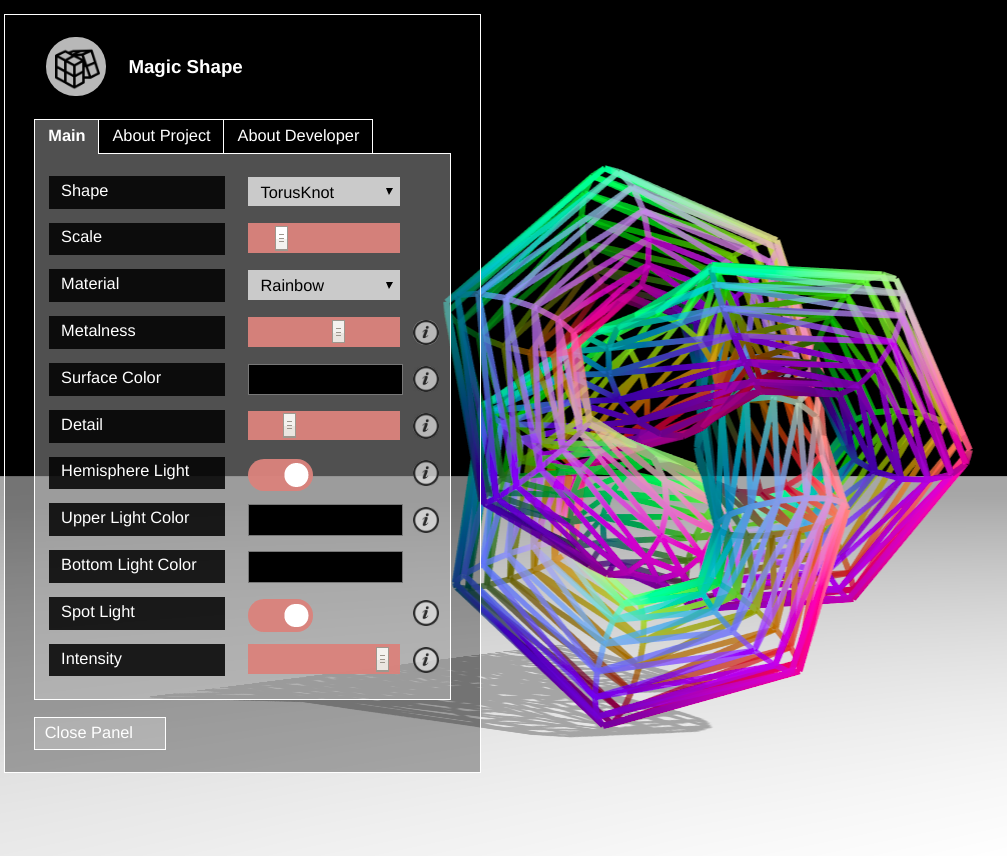 Magic Shape
Main
About Project
About Developer
Shape
TorusKnot
Scale
Material
Rainbow
Metalness
i
Surface Color
i
Detail
i
Hemisphere Light
i
Upper Light Color
i
Bottom Light Color
Spot Light
i
Intensity
i
Close Panel